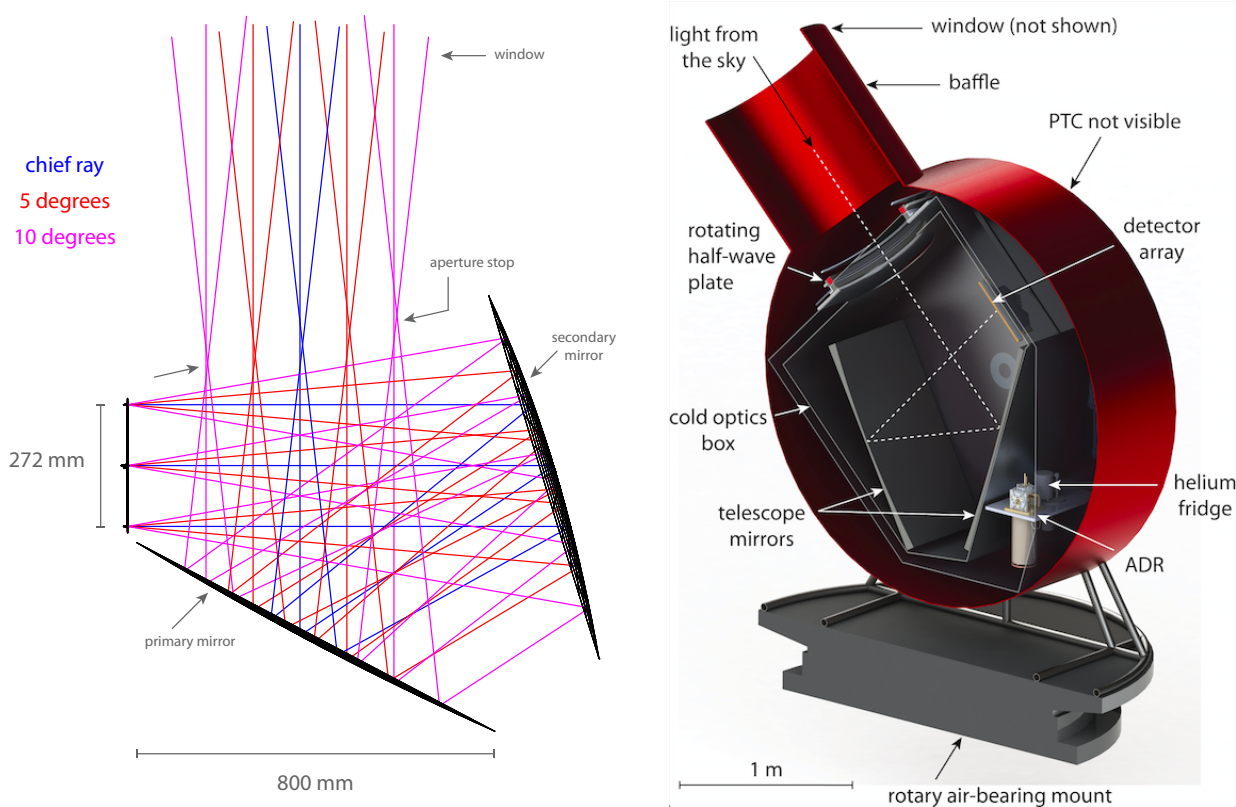 window
chief ray
5 degrees
10 degrees
aperture stop
secondary
mirror
272 mm
primary mirror
800 mm
light from
the sky
window (not shown)
baffle
PTC not visible
rotating
half-wave
plate
detector
array
cold optics
box
telescope
mirrors
helium
fridge
ADR
1 m
rotary air-bearing mount